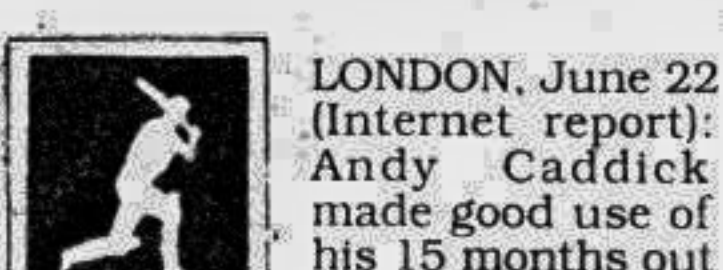 LONDON, June 22
(Internet report):
Andy Caddick
made good use of
his 15 months out